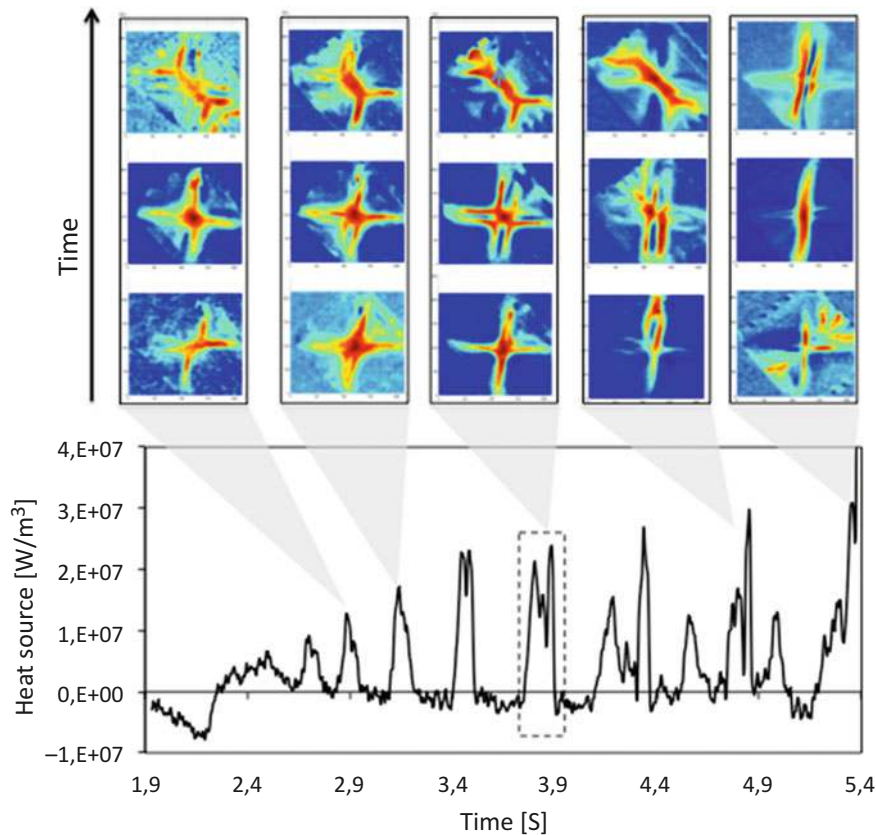 Time
4,E+07
3,E+07
2,E+07
1,E+07
0,E+00
–1,E+07
Heat source [W/m³]
1,9
2,4
2,9
3,4
3,9
4,4
4,9
5,4
Time [S]